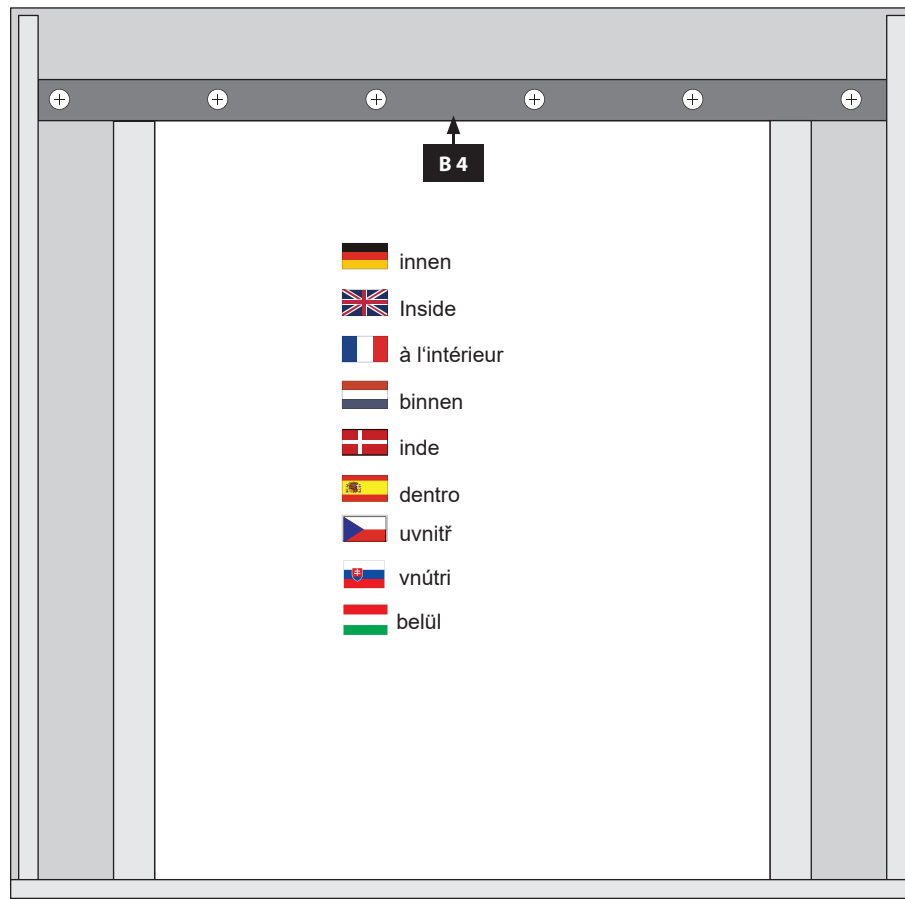 B 4
innen
Inside
à l‘intérieur
binnen
inde
dentro
uvnitř
vnútri
belül